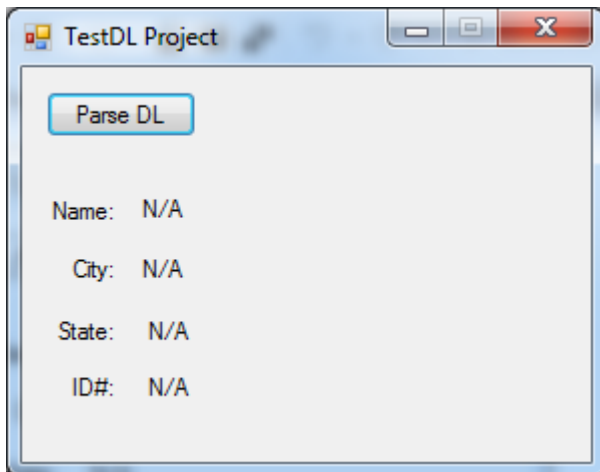 TestDL Project
Parse DL
Name: N/A
City: N/A
State: N/A
ID#: N/A